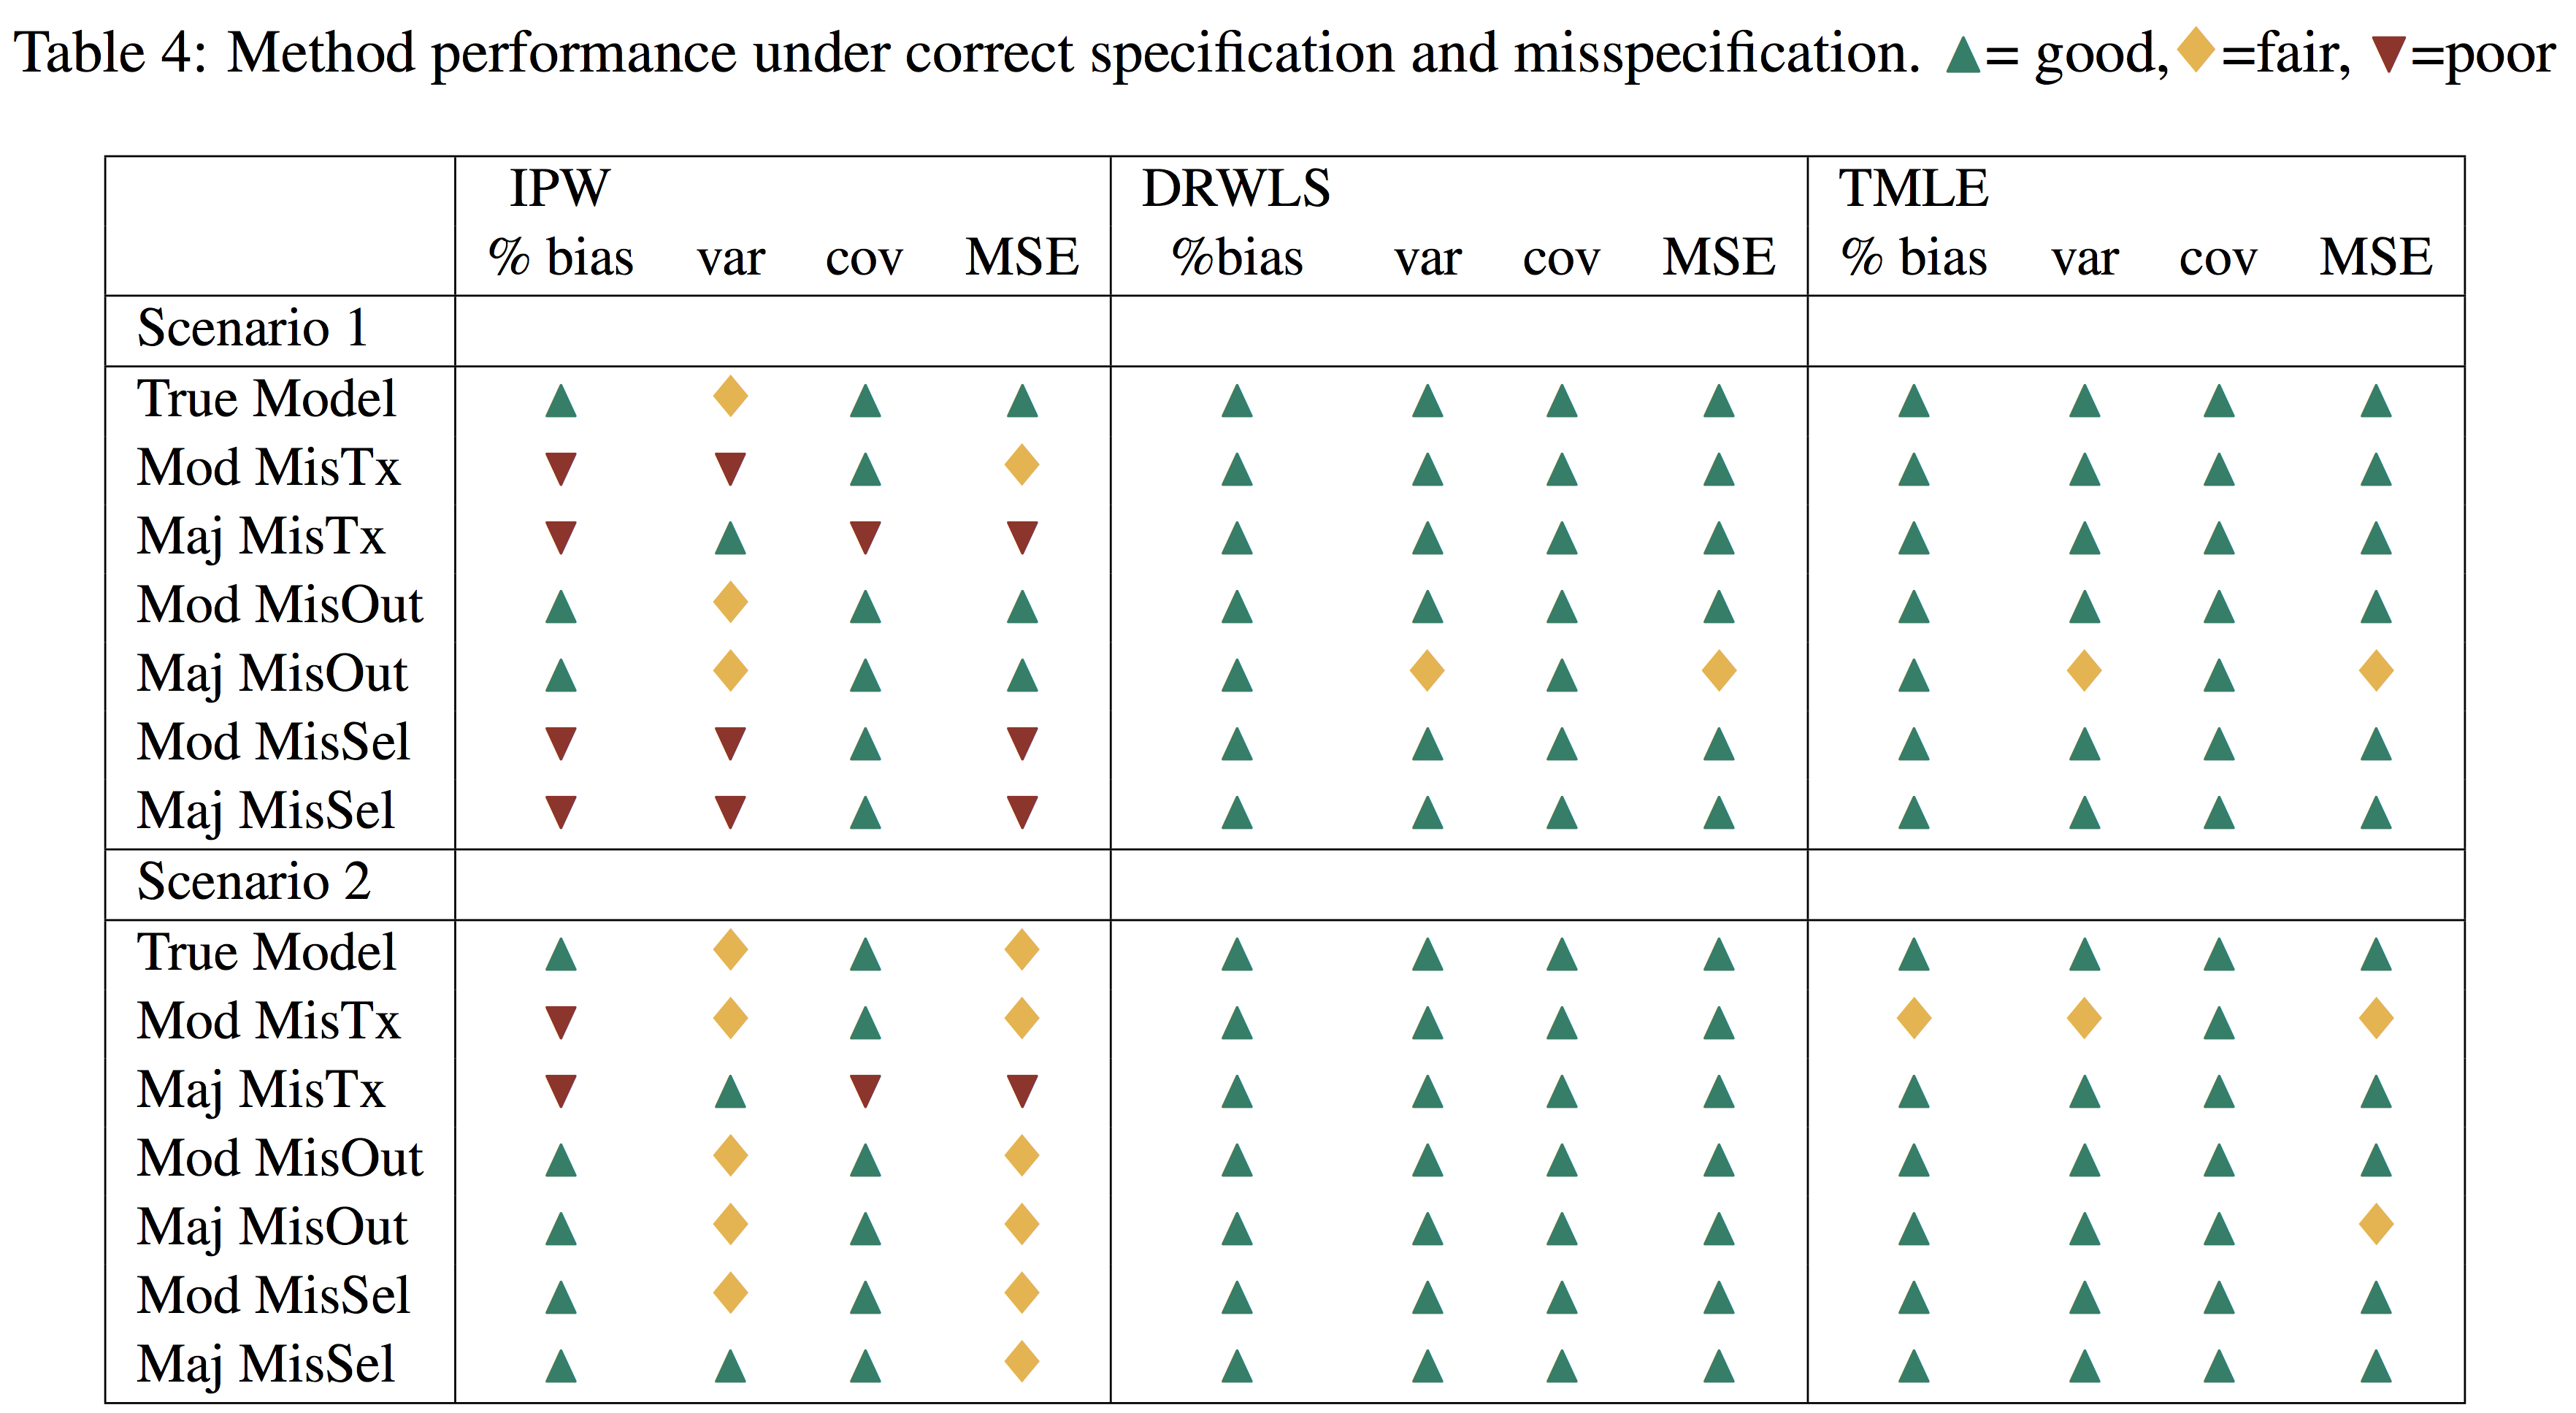 Table 4: Method performance under correct specification and misspecification. ▲= good, ◆=fair, ▼=poor
IPW DRWLS TMLE
% bias var cov MSE %bias var cov MSE % bias var cov MSE
Scenario 1
True Model ▲ ◆ ▲ ▲ ▲ ▲ ▲ ▲ ▲ ▲ ▲ ▲
Mod MisTx ▼ ▼ ▲ ◆ ▲ ▲ ▲ ▲ ▲ ▲ ▲ ▲
Maj MisTx ▼ ▲ ▼ ▼ ▲ ▲ ▲ ▲ ▲ ▲ ▲ ▲
Mod MisOut ▲ ◆ ▲ ▲ ▲ ▲ ▲ ▲ ▲ ▲ ▲ ▲
Maj MisOut ▲ ◆ ▲ ▲ ▲ ◆ ▲ ◆ ▲ ◆ ▲ ◆
Mod MisSel ▼ ▼ ▲ ▼ ▲ ▲ ▲ ▲ ▲ ▲ ▲ ▲
Maj MisSel ▼ ▼ ▲ ▼ ▲ ▲ ▲ ▲ ▲ ▲ ▲ ▲
Scenario 2
True Model ▲ ◆ ▲ ◆ ▲ ▲ ▲ ▲ ▲ ▲ ▲ ▲
Mod MisTx ▼ ◆ ▲ ◆ ▲ ▲ ▲ ▲ ◆ ◆ ▲ ◆
Maj MisTx ▼ ▲ ▼ ▼ ▲ ▲ ▲ ▲ ▲ ▲ ▲ ▲
Mod MisOut ▲ ◆ ▲ ◆ ▲ ▲ ▲ ▲ ▲ ▲ ▲ ▲
Maj MisOut ▲ ◆ ▲ ◆ ▲ ▲ ▲ ▲ ▲ ▲ ▲ ◆
Mod MisSel ▲ ◆ ▲ ◆ ▲ ▲ ▲ ▲ ▲ ▲ ▲ ▲
Maj MisSel ▲ ▲ ▲ ◆ ▲ ▲ ▲ ▲ ▲ ▲ ▲ ▲